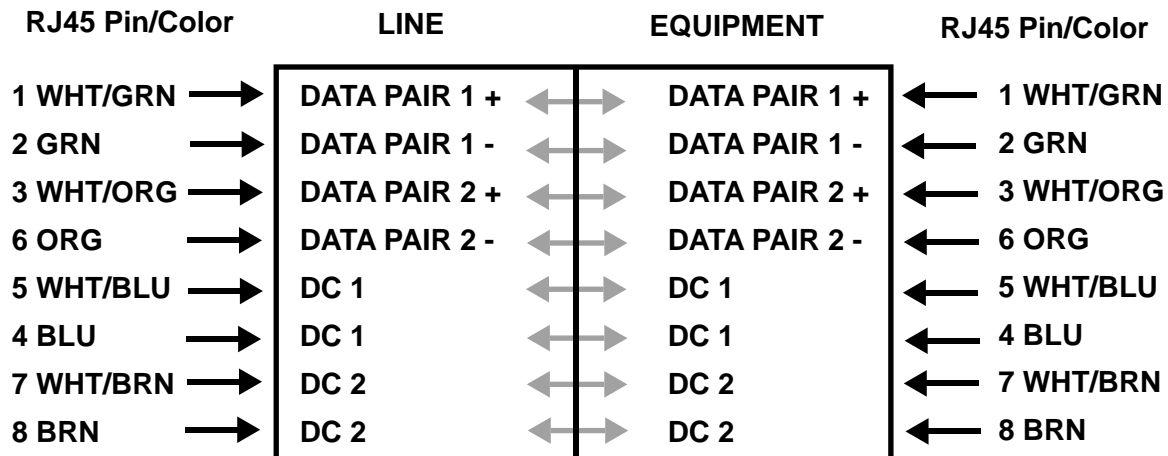 RJ45 Pin/Color LINE EQUIPMENT RJ45 Pin/Color
1 WHT/GRN DATA PAIR 1 + DATA PAIR 1 + 1 WHT/GRN
2 GRN DATA PAIR 1 - DATA PAIR 1 - 2 GRN
3 WHT/ORG DATA PAIR 2 + DATA PAIR 2 + 3 WHT/ORG
6 ORG DATA PAIR 2 - DATA PAIR 2 - 6 ORG
5 WHT/BLU DC 1 DC 1 5 WHT/BLU
4 BLU DC 1 DC 1 4 BLU
7 WHT/BRN DC 2 DC 2 7 WHT/BRN
8 BRN DC 2 DC 2 8 BRN